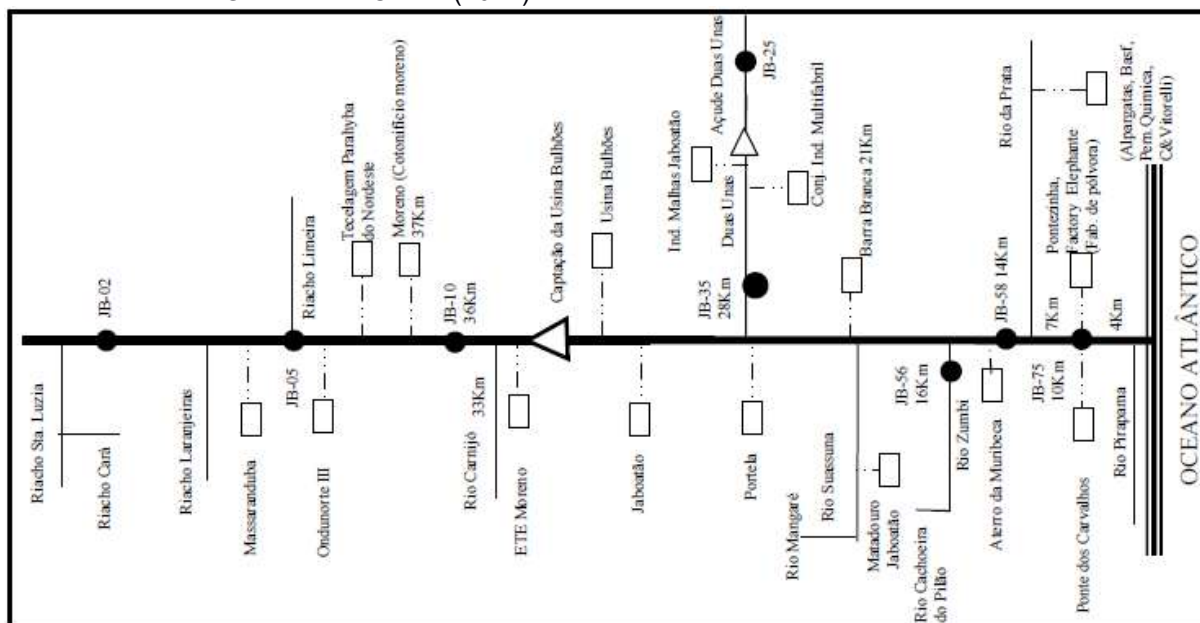 Riacho Sta. Luzia
Riacho Cará
JB-02
Riacho Laranjeiras
Massaranduba
JB-05
Riacho Limeira
Ondunorte III
Tecelagem Parahyba
do Nordeste
Moreno (Cotonifício moreno)
37Km
JB-10
36Km
Rio Carnijó
33Km
ETE Moreno
Captação da Usina Bulhões
Usina Bulhões
Jaboatão
Ind. Malhas Jaboatão
Duas Unas
Açude Duas Unas
JB-25
Conj. Ind. Multifabril
JB-35
28Km
Portela
Barra Branca 21Km
Rio Mangaré
Rio Suassuna
Matadouro
Jaboatão
JB-56
16Km
Rio Cachoeira
do Pilão
Rio Zumbi
Aterro da Muribeca
JB-58 14Km
Rio da Prata
7Km
Pontezinha,
Factory Elephante
(Fab. de pólvora)
JB-75
10Km
Ponte dos Carvalhos
4Km
(Alpargatas, Basf,
Pern. Quimica,
C&Vitorelli)
Rio Pirapama
OCEANO ATLÂNTICO